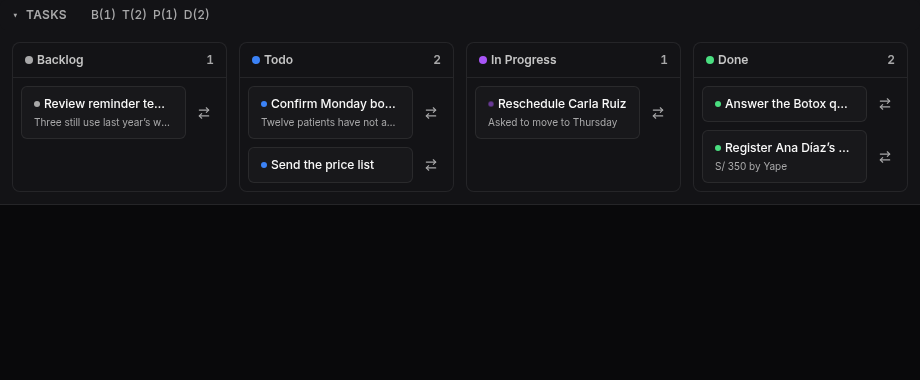 ▾ TASKS B(1) T(2) P(1) D(2)
Backlog 1
Review reminder te...
Three still use last year's w...
Todo 2
Confirm Monday bo...
Twelve patients have not a...
Send the price list
In Progress 1
Reschedule Carla Ruiz
Asked to move to Thursday
Done 2
Answer the Botox q...
Register Ana Díaz's ...
S/ 350 by Yape